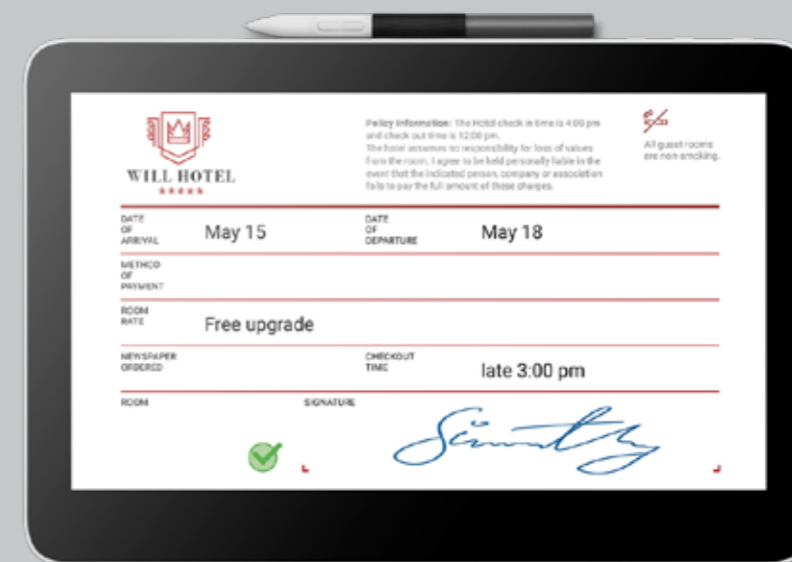 WILL HOTEL
Policy Information: The Hotel check in time is 4:00 pm
and check out time is 12:00 pm.
The hotel assumes no responsibility for loss of values
from the room. I agree to be held personally liable in the
event that the indicated person, company or association
fails to pay the full amount of these charges.
All guest rooms
are non-smoking.
DATE
OF
ARRIVAL
May 15
DATE
OF
DEPARTURE
May 18
METHOD
OF
PAYMENT
ROOM
RATE
Free upgrade
NEWSPAPER
ORDERED
CHECKOUT
TIME
late 3:00 pm
ROOM
SIGNATURE